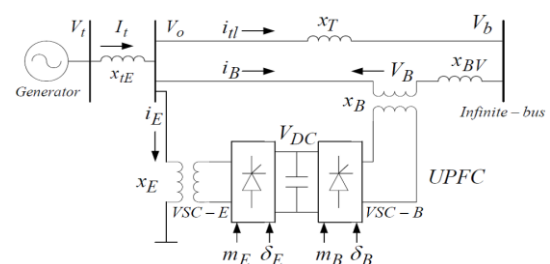 V_t I_t V_o i_tl x_T V_b
x_tE i_B V_B x_BV
Generator i_E x_B Infinite-bus
V_DC
x_E VSC-E VSC-B UPFC
m_E δ_E m_B δ_B